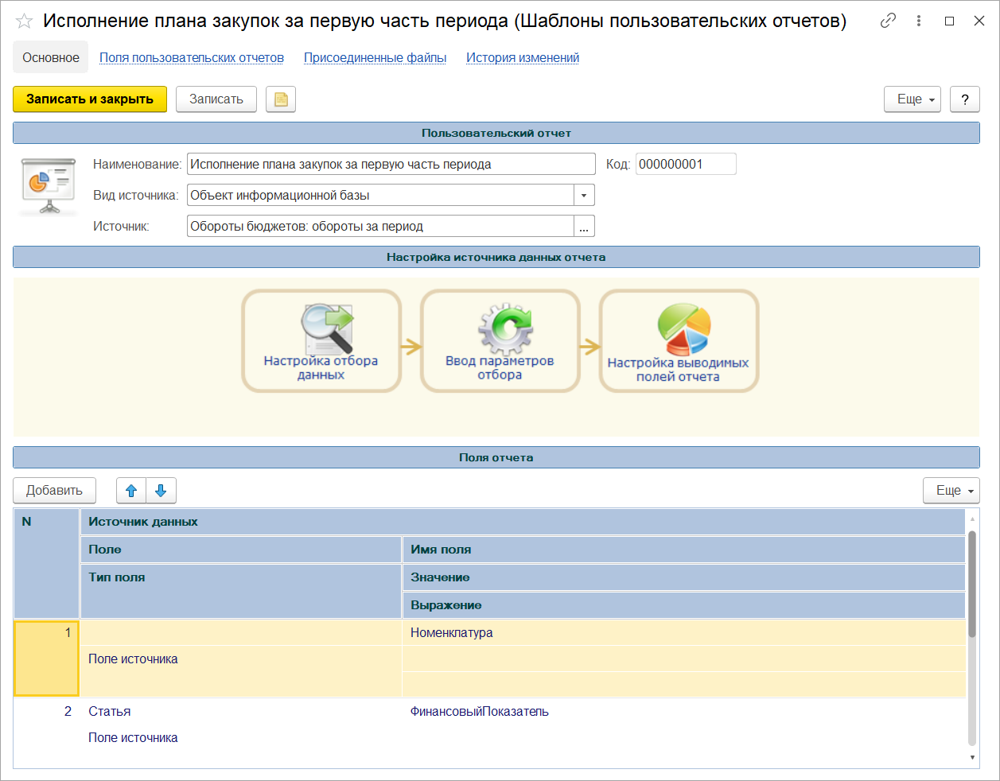 Исполнение плана закупок за первую часть периода (Шаблоны пользовательских отчетов)
Основное Поля пользовательских отчетов Присоединенные файлы История изменений
Записать и закрыть Записать Еще ?
Пользовательский отчет
Наименование: Исполнение плана закупок за первую часть периода Код: 000000001
Вид источника: Объект информационной базы
Источник: Обороты бюджетов: обороты за период ...
Настройка источника данных отчета
Настройка отбора
данных
Ввод параметров
отбора
Настройка выводимых
полей отчета
Поля отчета
Добавить Еще
N Источник данных
Поле Имя поля
Тип поля Значение
Выражение
1 Номенклатура
Поле источника
2 Статья ФинансовыйПоказатель
Поле источника